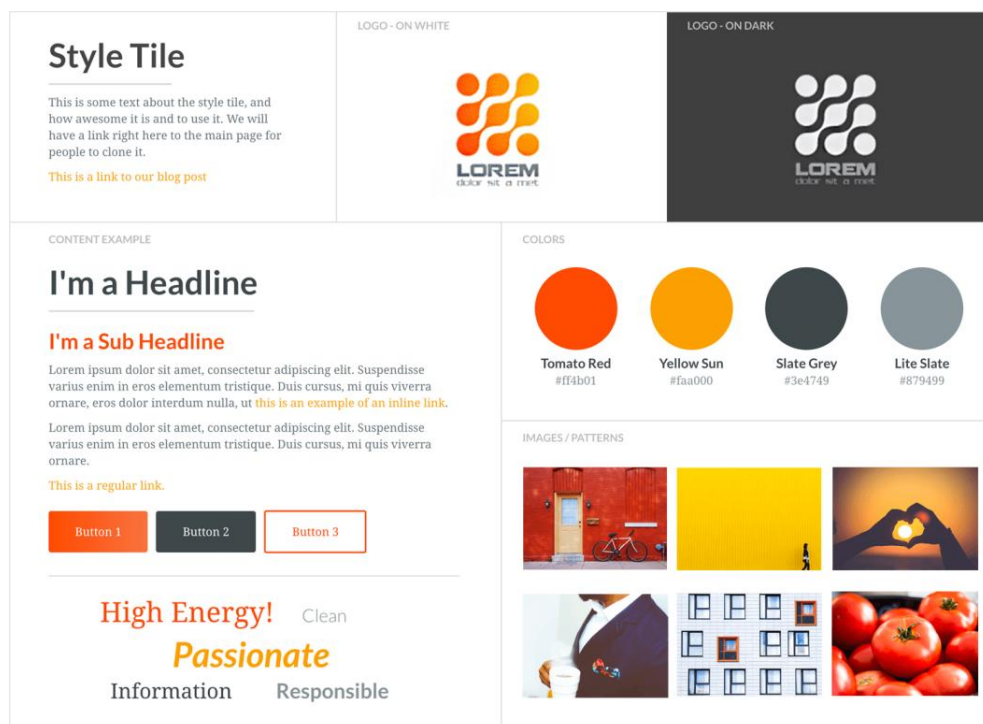 Style Tile
This is some text about the style tile, and
how awesome it is and to use it. We will
have a link right here to the main page for
people to clone it.
This is a link to our blog post
LOGO - ON WHITE
LOREM
dolor sit a met
LOGO - ON DARK
LOREM
dolor sit a met
CONTENT EXAMPLE
I'm a Headline
I'm a Sub Headline
Lorem ipsum dolor sit amet, consectetur adipiscing elit. Suspendisse
varius enim in eros elementum tristique. Duis cursus, mi quis viverra
ornare, eros dolor interdum nulla, ut this is an example of an inline link.
Lorem ipsum dolor sit amet, consectetur adipiscing elit. Suspendisse
varius enim in eros elementum tristique. Duis cursus, mi quis viverra
ornare.
This is a regular link.
Button 1 Button 2 Button 3
High Energy! Clean
Passionate
Information Responsible
COLORS
Tomato Red Yellow Sun Slate Grey Lite Slate
#ff4b01 #faa000 #3e4749 #879499
IMAGES / PATTERNS